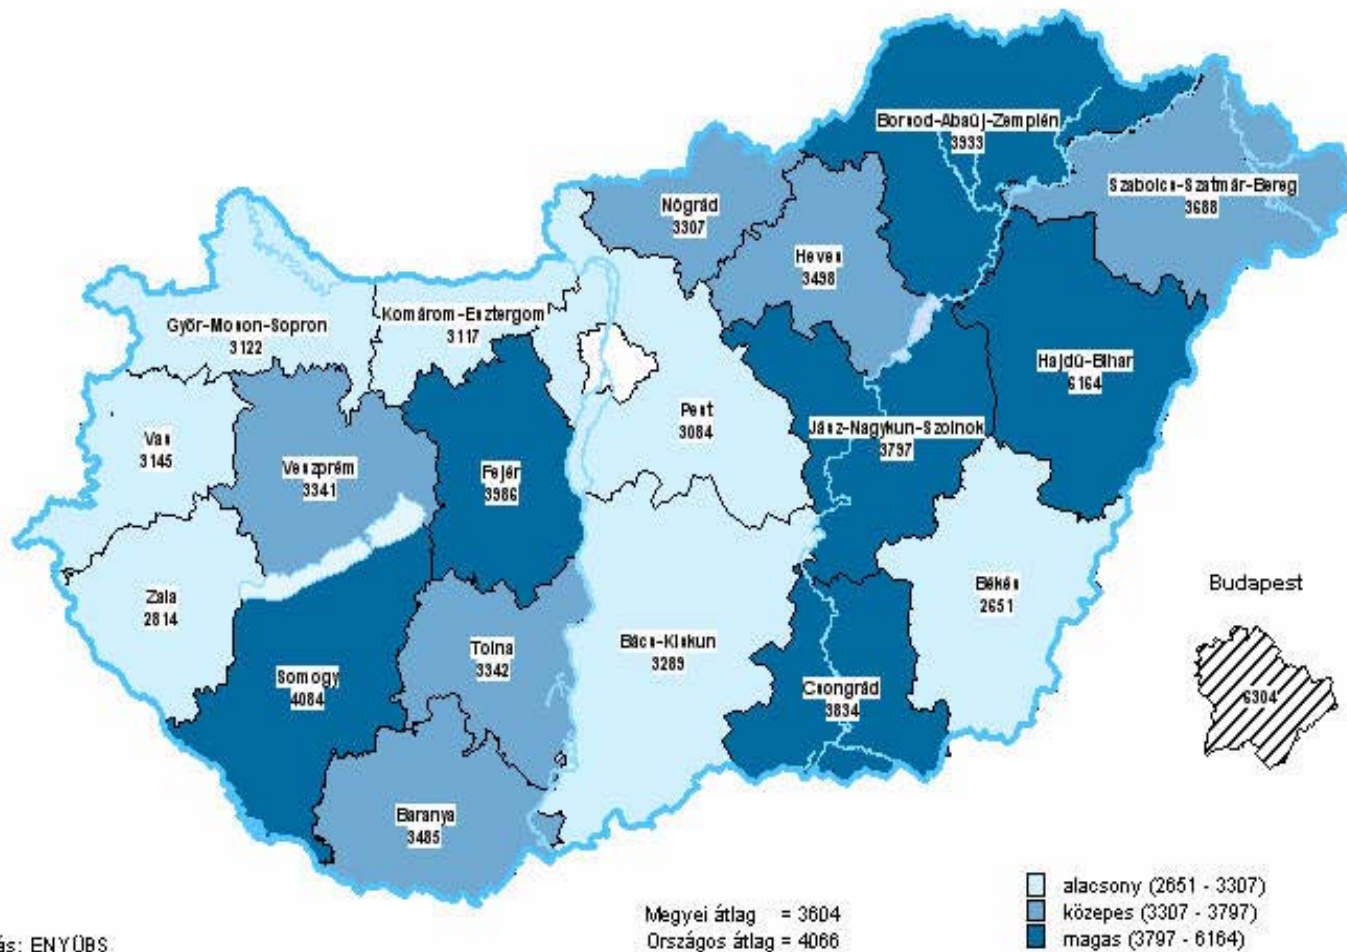 Borsod-Abaúj-Zemplén
3933
Szabolcs-Szatmár-Bereg
3688
Nógrád
3307
Heves
3498
Győr-Moson-Sopron
3122
Komárom-Esztergom
3117
Hajdú-Bihar
6164
Pest
3084
Jász-Nagykun-Szolnok
3797
Vas
3145
Veszprém
3341
Fejér
3986
Zala
2814
Békés
2651
Budapest
6304
Tolna
3342
Bács-Kiskun
3289
Somogy
4084
Csongrád
3834
Baranya
3485
alacsony (2651 - 3307)
közepes (3307 - 3797)
magas (3797 - 6164)
Megyei átlag = 3604
Országos átlag = 4066
ás: ENYÜBS